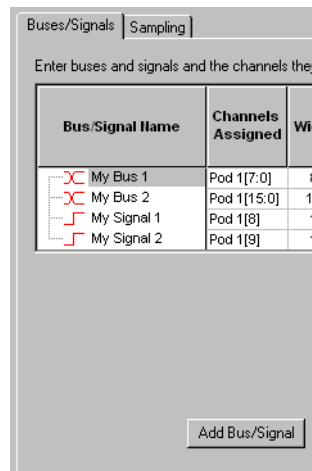 Buses/Signals Sampling
Enter buses and signals and the channels
Bus/Signal Name Channels Assigned
My Bus 1 Pod 1[7:0]
My Bus 2 Pod 1[15:0]
My Signal 1 Pod 1[8]
My Signal 2 Pod 1[9]
Add Bus/Signal